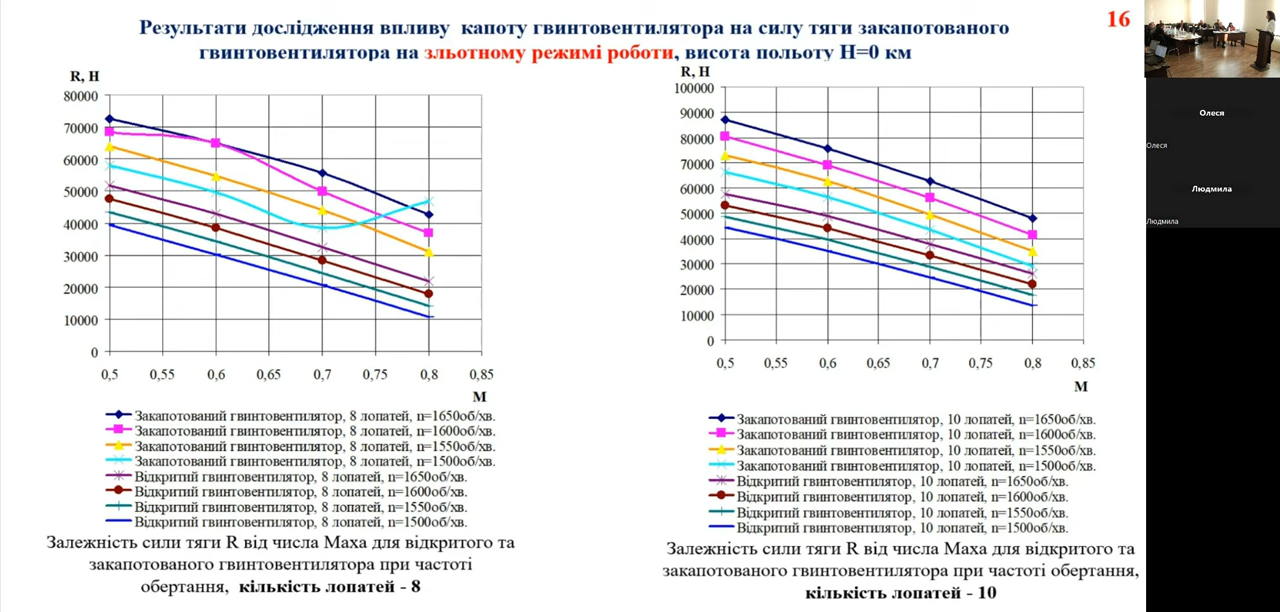 Результати дослідження впливу капоту гвинтовентилятора на силу тяги закапотованого
гвинтовентилятора на зльотному режимі роботи, висота польоту Н=0 км
16
R, Н
80000
70000
60000
50000
40000
30000
20000
10000
0
0,5 0,55 0,6 0,65 0,7 0,75 0,8 0,85
М
Закапотований гвинтовентилятор, 8 лопатей, n=1650об/хв.
Закапотований гвинтовентилятор, 8 лопатей, n=1600об/хв.
Закапотований гвинтовентилятор, 8 лопатей, n=1550об/хв.
Закапотований гвинтовентилятор, 8 лопатей, n=1500об/хв.
Відкритий гвинтовентилятор, 8 лопатей, n=1650об/хв.
Відкритий гвинтовентилятор, 8 лопатей, n=1600об/хв.
Відкритий гвинтовентилятор, 8 лопатей, n=1550об/хв.
Відкритий гвинтовентилятор, 8 лопатей, n=1500об/хв.
Залежність сили тяги R від числа Маха для відкритого та
закапотованого гвинтовентилятора при частоті
обертання, кількість лопатей - 8
R, Н
100000
90000
80000
70000
60000
50000
40000
30000
20000
10000
0
0,5 0,55 0,6 0,65 0,7 0,75 0,8 0,85
М
Закапотований гвинтовентилятор, 10 лопатей, n=1650об/хв.
Закапотований гвинтовентилятор, 10 лопатей, n=1600об/хв.
Закапотований гвинтовентилятор, 10 лопатей, n=1550об/хв.
Закапотований гвинтовентилятор, 10 лопатей, n=1500об/хв.
Відкритий гвинтовентилятор, 10 лопатей, n=1650об/хв.
Відкритий гвинтовентилятор, 10 лопатей, n=1600об/хв.
Відкритий гвинтовентилятор, 10 лопатей, n=1550об/хв.
Відкритий гвинтовентилятор, 10 лопатей, n=1500об/хв.
Залежність сили тяги R від числа Маха для відкритого та
закапотованого гвинтовентилятора при частоті обертання,
кількість лопатей - 10
Олеся
Олеся
Людмила
Людмила